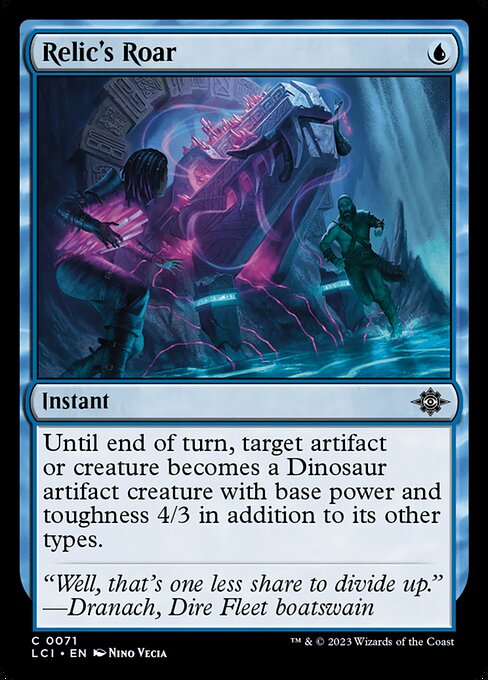 Relic's Roar
Instant
Until end of turn, target artifact
or creature becomes a Dinosaur
artifact creature with base power and
toughness 4/3 in addition to its other
types.
“Well, that's one less share to divide up.”
—Dranach, Dire Fleet boatswain
C 0071
LCI • EN Nino Vecia
™ & © 2023 Wizards of the Coast